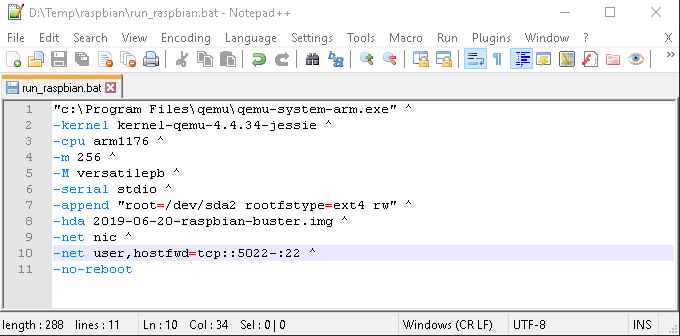 D:\Temp\raspbian\run_raspbian.bat - Notepad++
File Edit Search View Encoding Language Settings Tools Macro Run Window ? X
run_raspbian.bat
1 "c:\Program Files\qemu\qemu-system-arm.exe" ^
2 -kernel kernel-qemu-4.4.34-jessie ^
3 -cpu arm1176 ^
4 -m 256 ^
5 -M versatilepb ^
6 -serial stdio ^
7 -append "root=/dev/sda2 rootfstype=ext4 rw" ^
8 -hda 2019-06-20-raspbian-buster.img ^
9 -net nic ^
10 -net user,hostfwd=tcp::5022-:22 ^
11 -no-reboot
length : 288 lines : 11 Ln : 10 Col : 34 Sel : 0 | 0 Windows (CR LF) UTF-8 INS